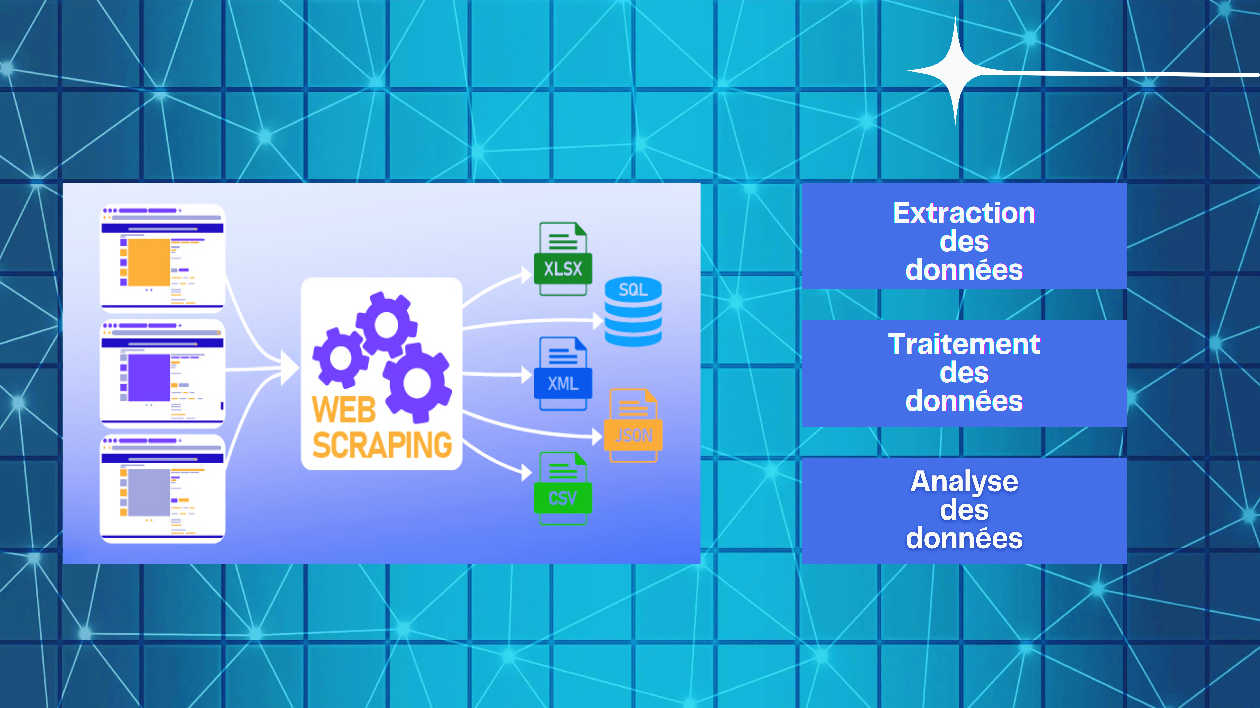 WEB
SCRAPING
XLSX
SQL
XML
JSON
CSV
Extraction
des
données
Traitement
des
données
Analyse
des
données